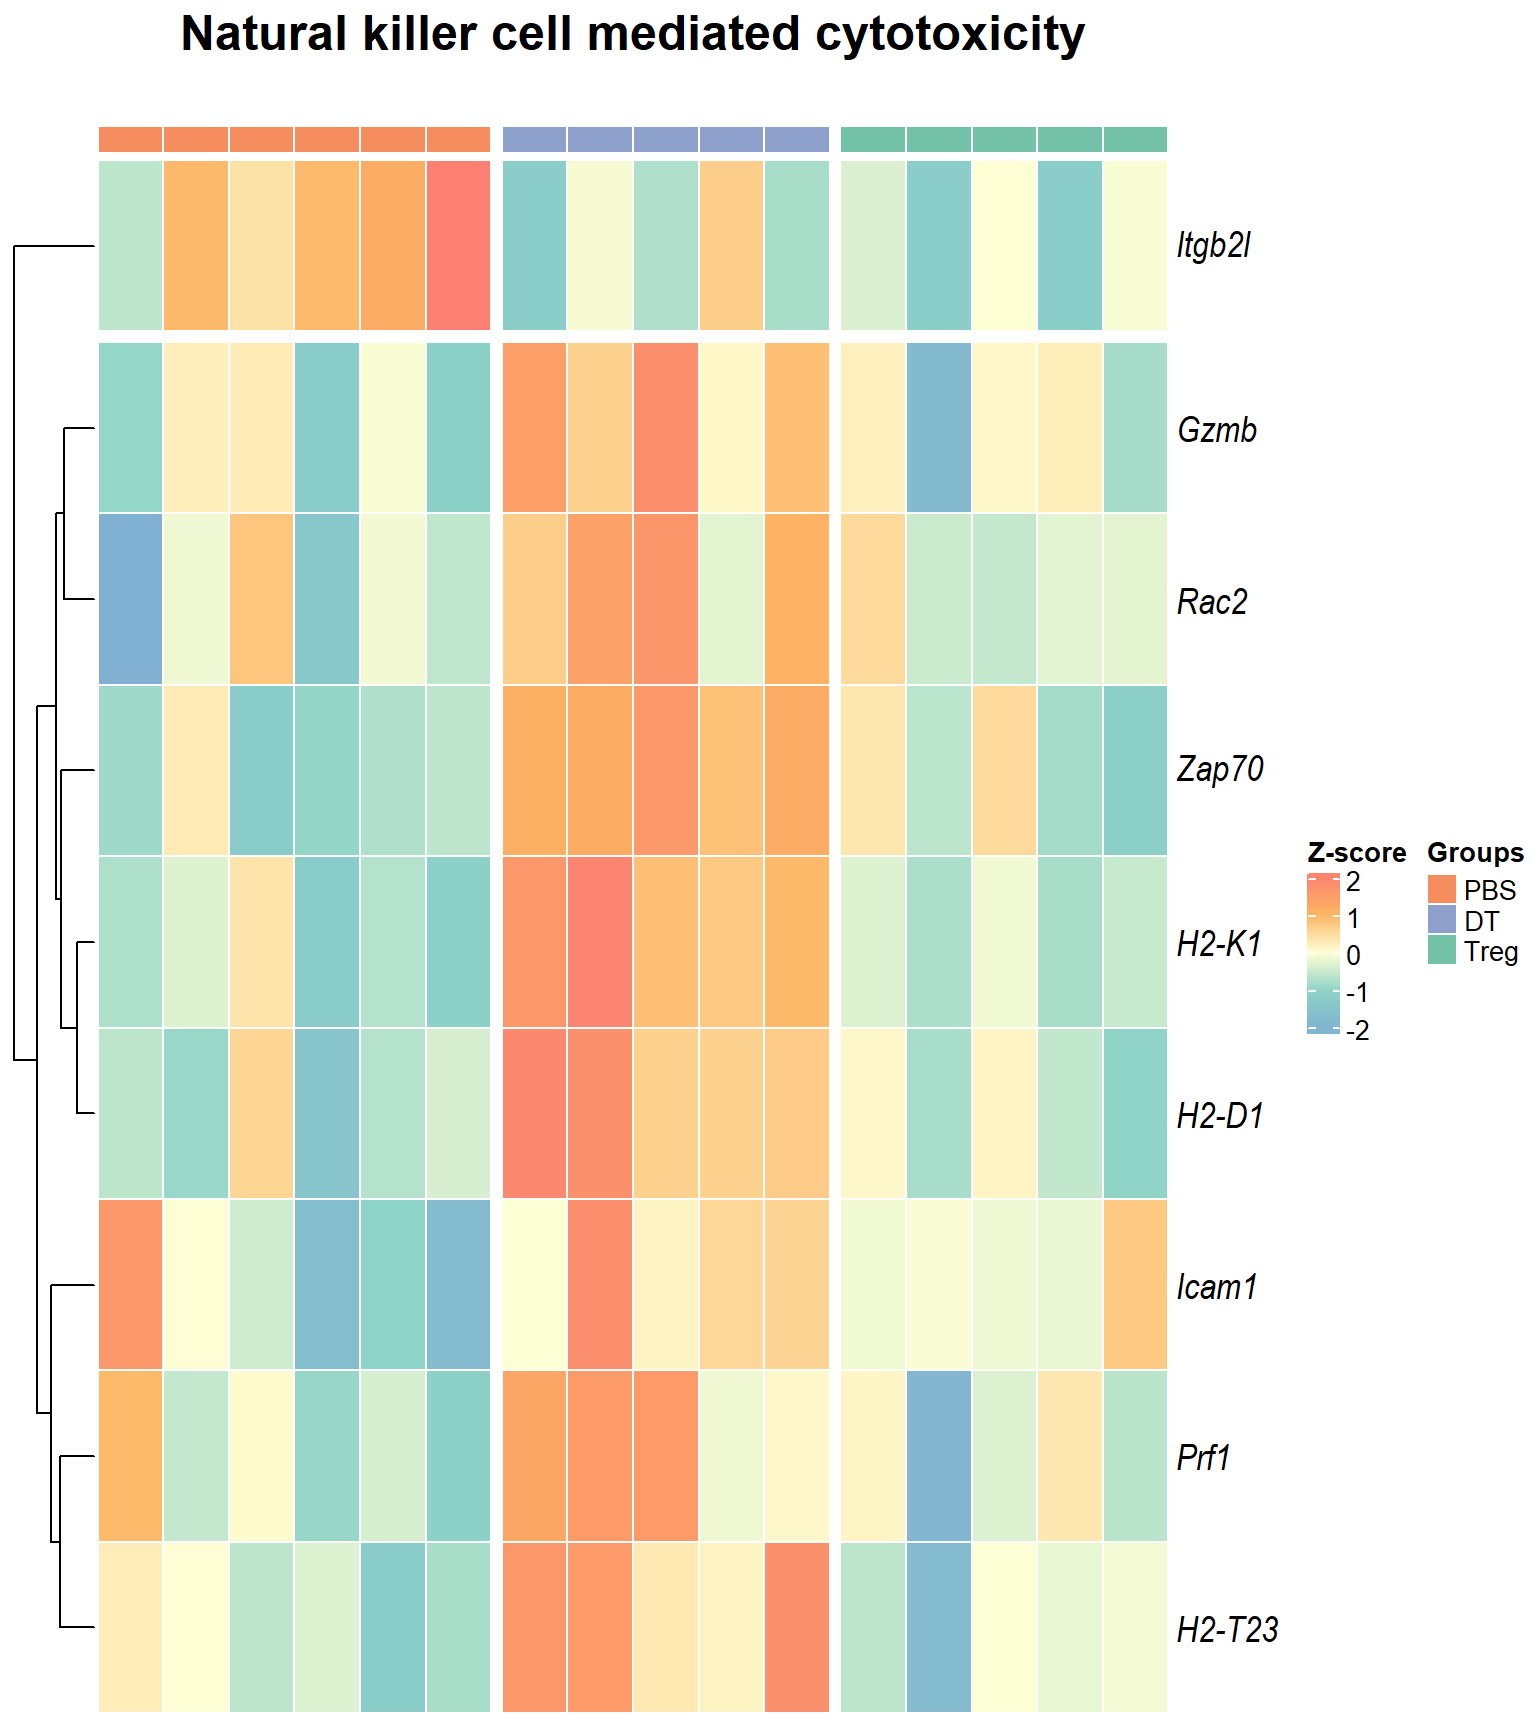 Natural killer cell mediated cytotoxicity
Itgb2l
Gzmb
Rac2
Zap70
H2-K1
H2-D1
Icam1
Prf1
H2-T23
Z-score
2
1
0
-1
-2
Groups
PBS
DT
Treg